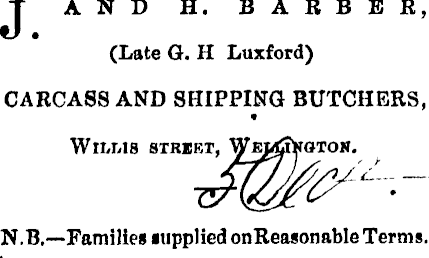 J. AND H. BARBER,
(Late G. H Luxford)
CARCASS AND SHIPPING BUTCHERS,
WILLIS STREET, WELLINGTON.
N.B.—Families supplied on Reasonable Terms.